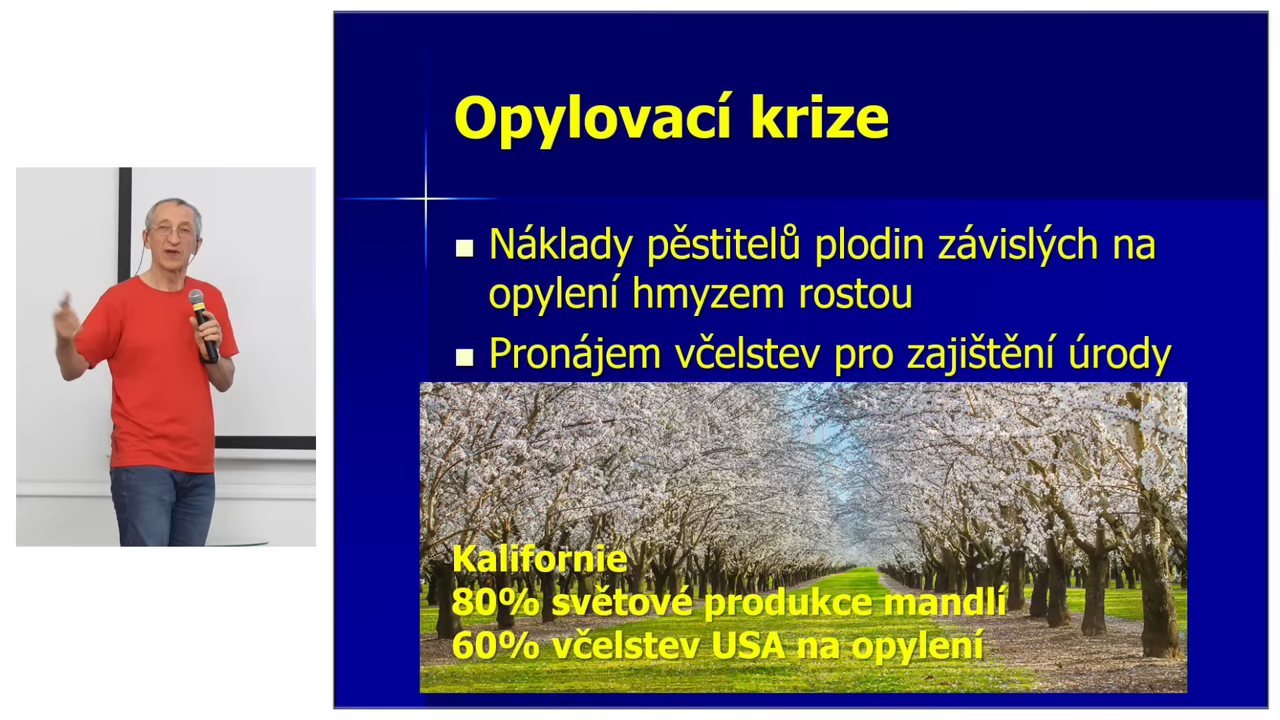 Opylovací krize
Náklady pěstitelů plodin závislých na
opylení hmyzem rostou
Pronájem včelstev pro zajištění úrody
Kalifornie
80% světové produkce mandlí
60% včelstev USA na opylení